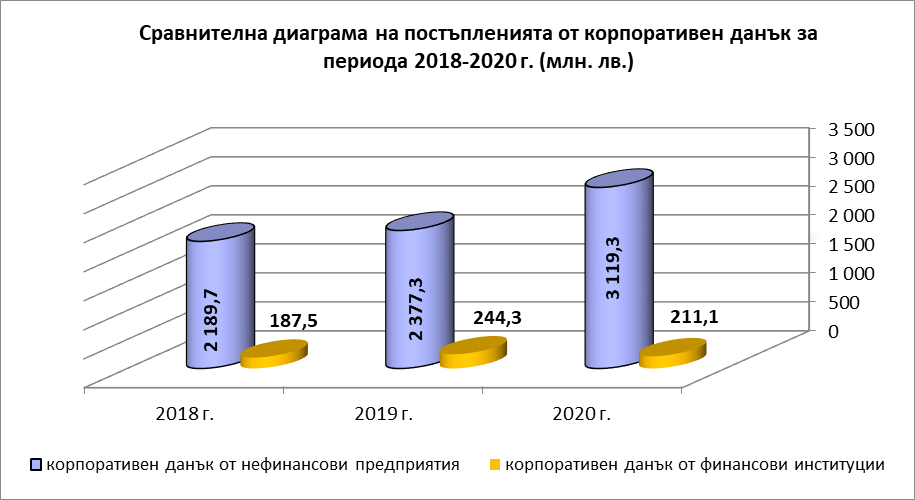 Сравнителна диаграма на постъпленията от корпоративен данък за
периода 2018-2020 г. (млн. лв.)
3 500
3 000
2 500
2 000
1 500
1 000
500
0
2 189,7
187,5
2 377,3
244,3
3 119,3
211,1
2018 г.
2019 г.
2020 г.
корпоративен данък от нефинансови предприятия
корпоративен данък от финансови институции